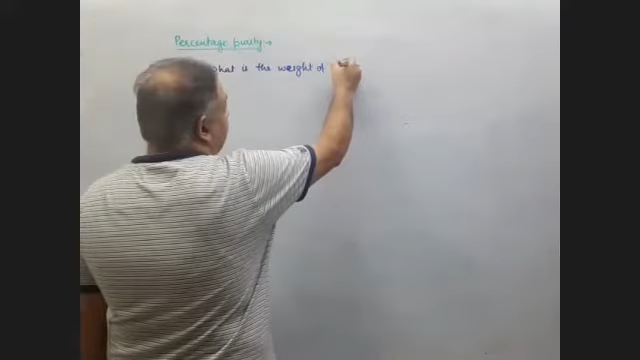 Percentage purity →
what is the weight of